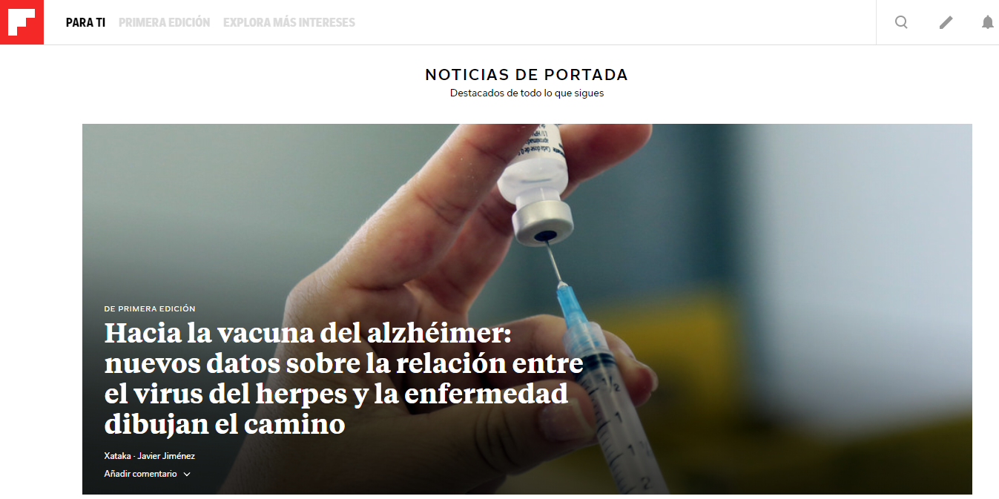 PARA TI
PRIMERA EDICIÓN
EXPLORA MÁS INTERESES
NOTICIAS DE PORTADA
Destacados de todo lo que sigues
DE PRIMERA EDICIÓN
Hacia la vacuna del alzhéimer:
nuevos datos sobre la relación entre
el virus del herpes y la enfermedad
dibujan el camino
Xataka · Javier Jiménez
Añadir comentario
1
2